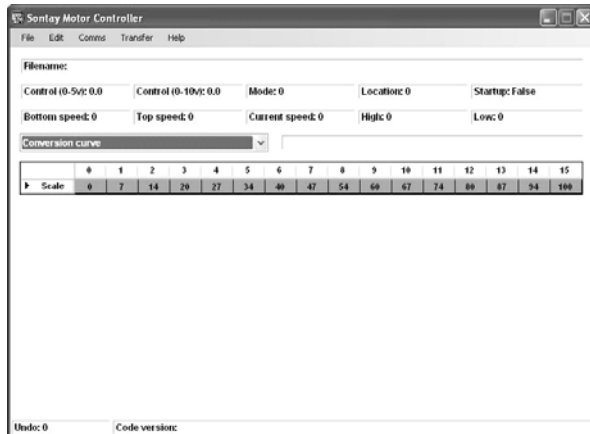 Sontay Motor Controller
File Edit Comms Transfer Help
Filename:
Control (0-5v): 0.0 Control (0-10v): 0.0 Mode: 0 Location: 0 Startup: False
Bottom speed: 0 Top speed: 0 Current speed: 0 High: 0 Low: 0
Conversion curve
0 1 2 3 4 5 6 7 8 9 10 11 12 13 14 15
Scale 0 7 14 20 27 34 40 47 54 60 67 74 80 87 94 100
Undo: 0 Code version: